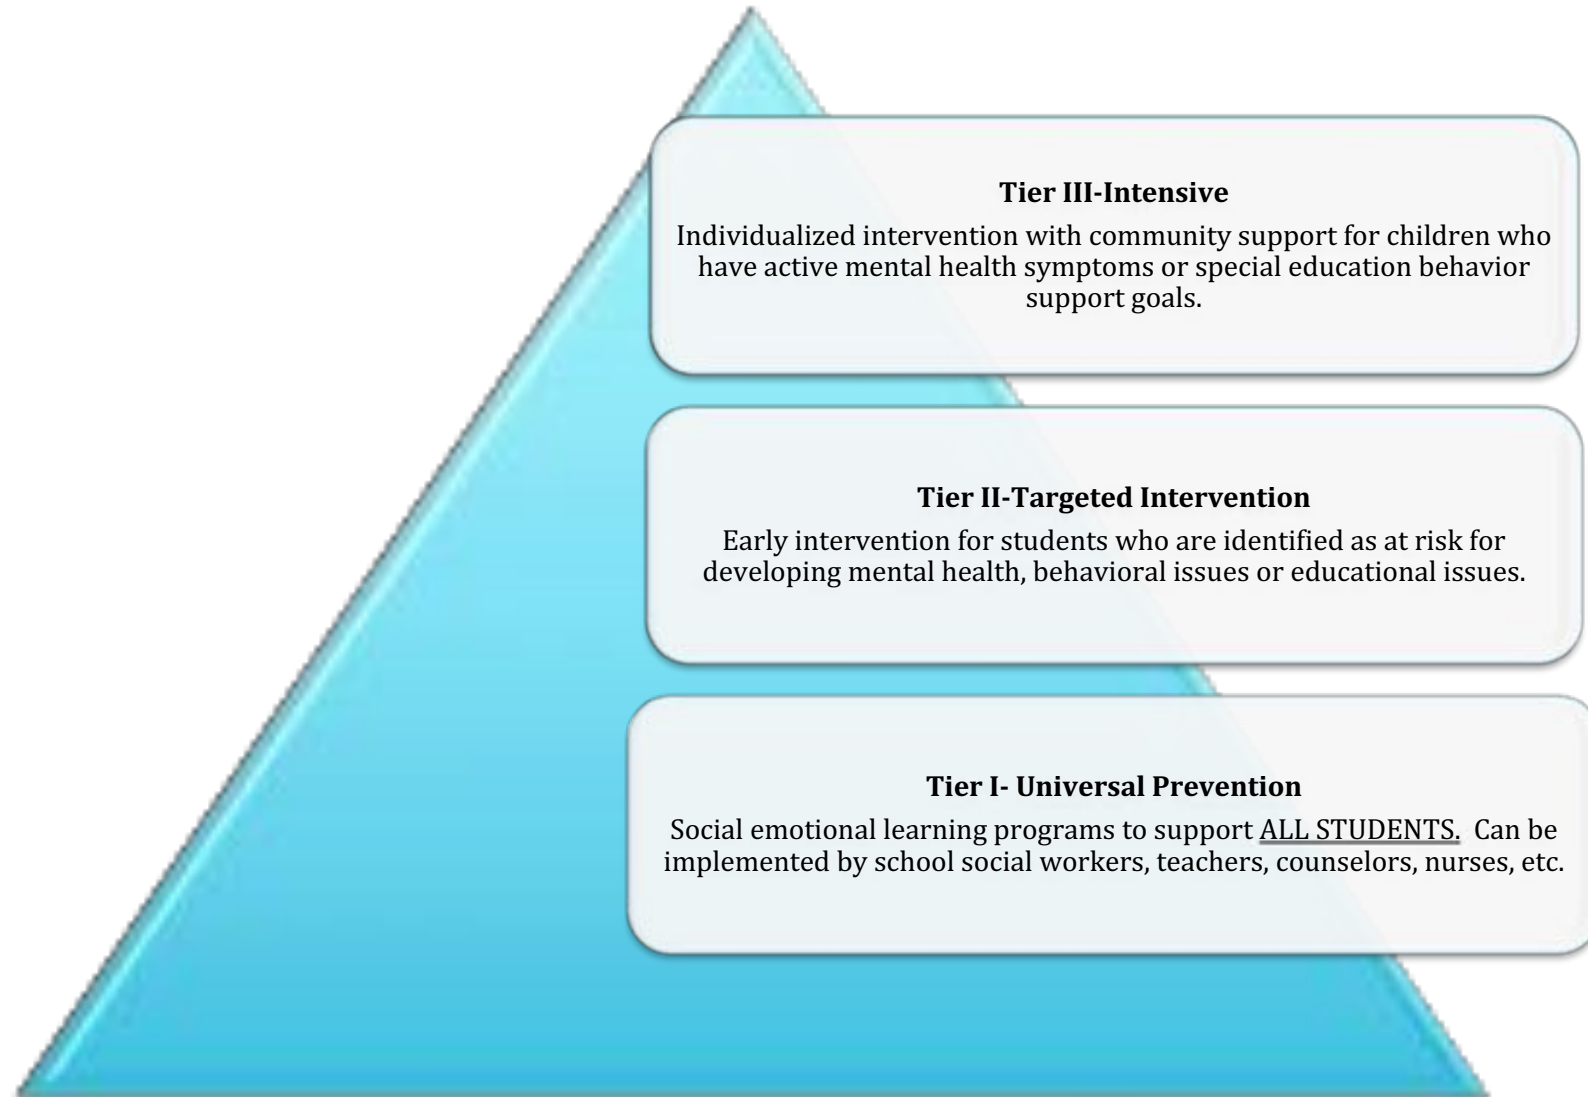 Tier III-Intensive
Individualized intervention with community support for children who
have active mental health symptoms or special education behavior
support goals.
Tier II-Targeted Intervention
Early intervention for students who are identified as at risk for
developing mental health, behavioral issues or educational issues.
Tier I- Universal Prevention
Social emotional learning programs to support ALL STUDENTS.  Can be
implemented by school social workers, teachers, counselors, nurses, etc.